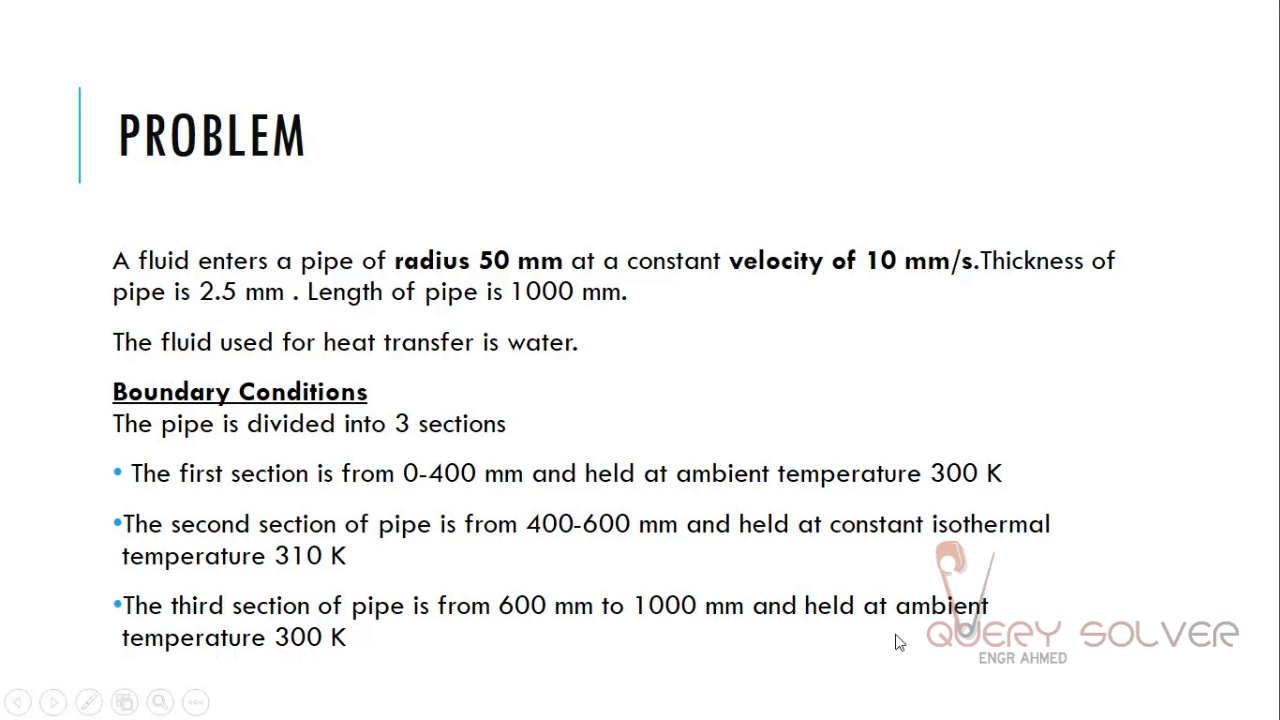 PROBLEM
A fluid enters a pipe of radius 50 mm at a constant velocity of 10 mm/s.Thickness of
pipe is 2.5 mm . Length of pipe is 1000 mm.
The fluid used for heat transfer is water.
Boundary Conditions
The pipe is divided into 3 sections
• The first section is from 0-400 mm and held at ambient temperature 300 K
•The second section of pipe is from 400-600 mm and held at constant isothermal
temperature 310 K
•The third section of pipe is from 600 mm to 1000 mm and held at ambient
temperature 300 K
QUERY SOLVER
ENGR AHMED